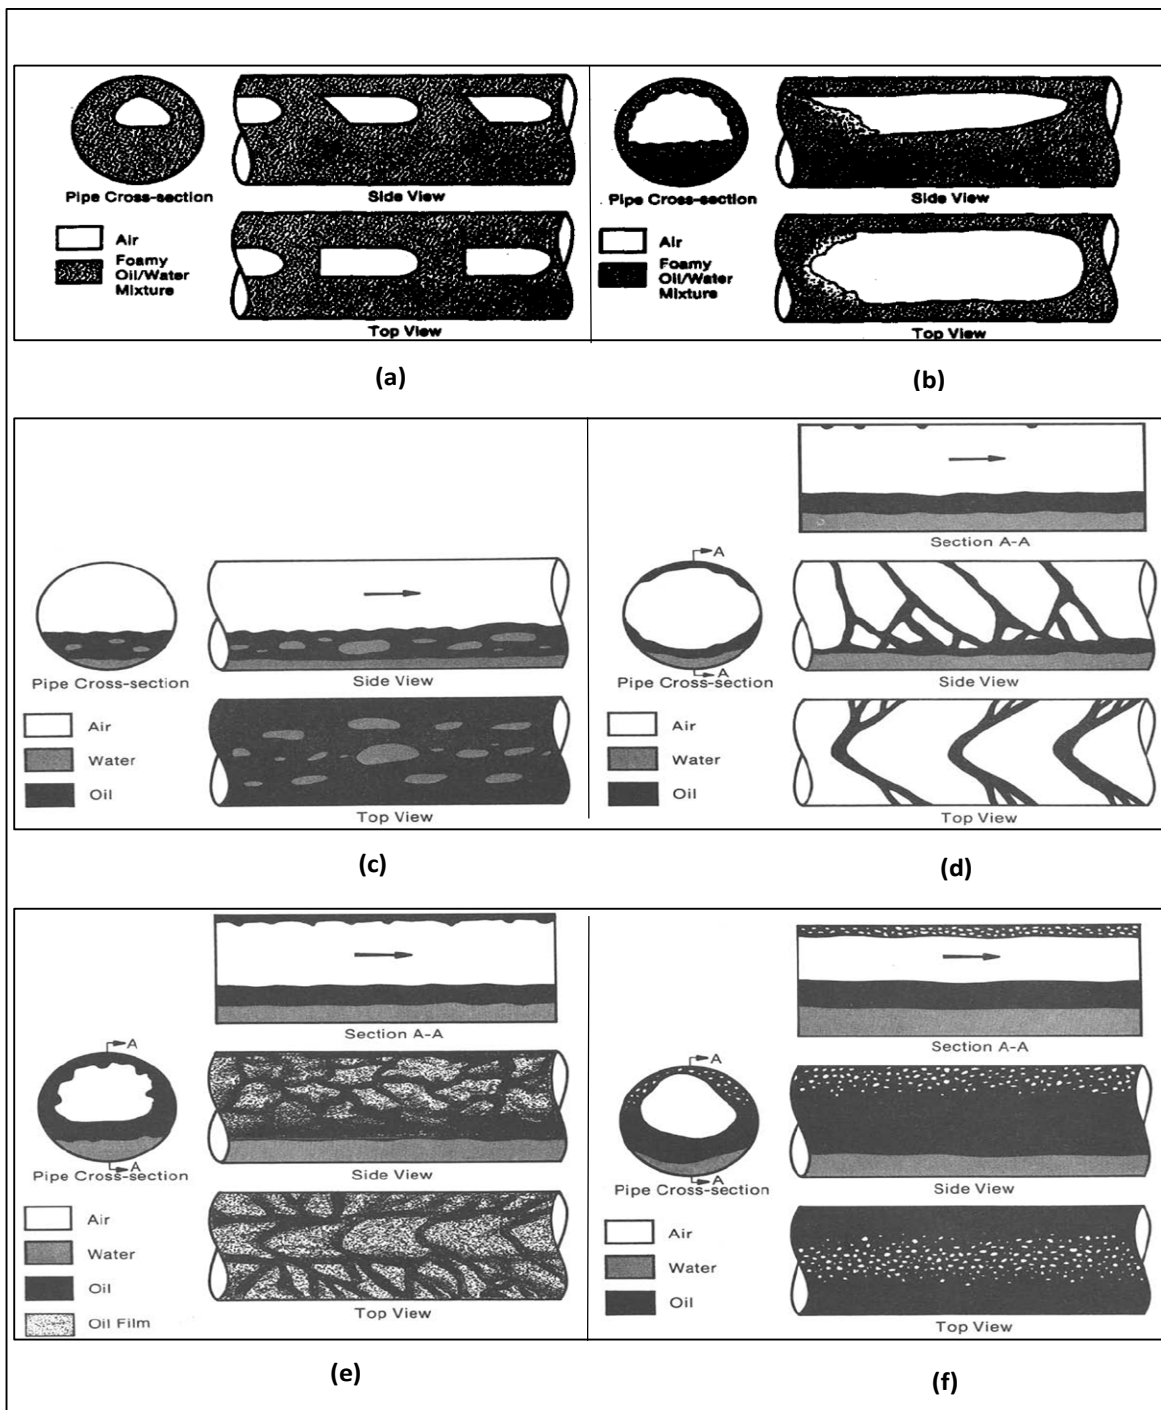 Pipe Cross-section
Side View
Air
Foamy
Oil/Water
Mixture
Top View
(a)
Pipe Cross-section
Side View
Air
Foamy
Oil/Water
Mixture
Top View
(b)
Pipe Cross-section
Side View
Air
Water
Oil
Top View
(c)
Section A-A
A
A
Pipe Cross-section
Side View
Air
Water
Oil
Top View
(d)
Section A-A
A
A
Pipe Cross-section
Side View
Air
Water
Oil
Oil Film
Top View
(e)
Section A-A
A
A
Pipe Cross-section
Side View
Air
Water
Oil
Top View
(f)